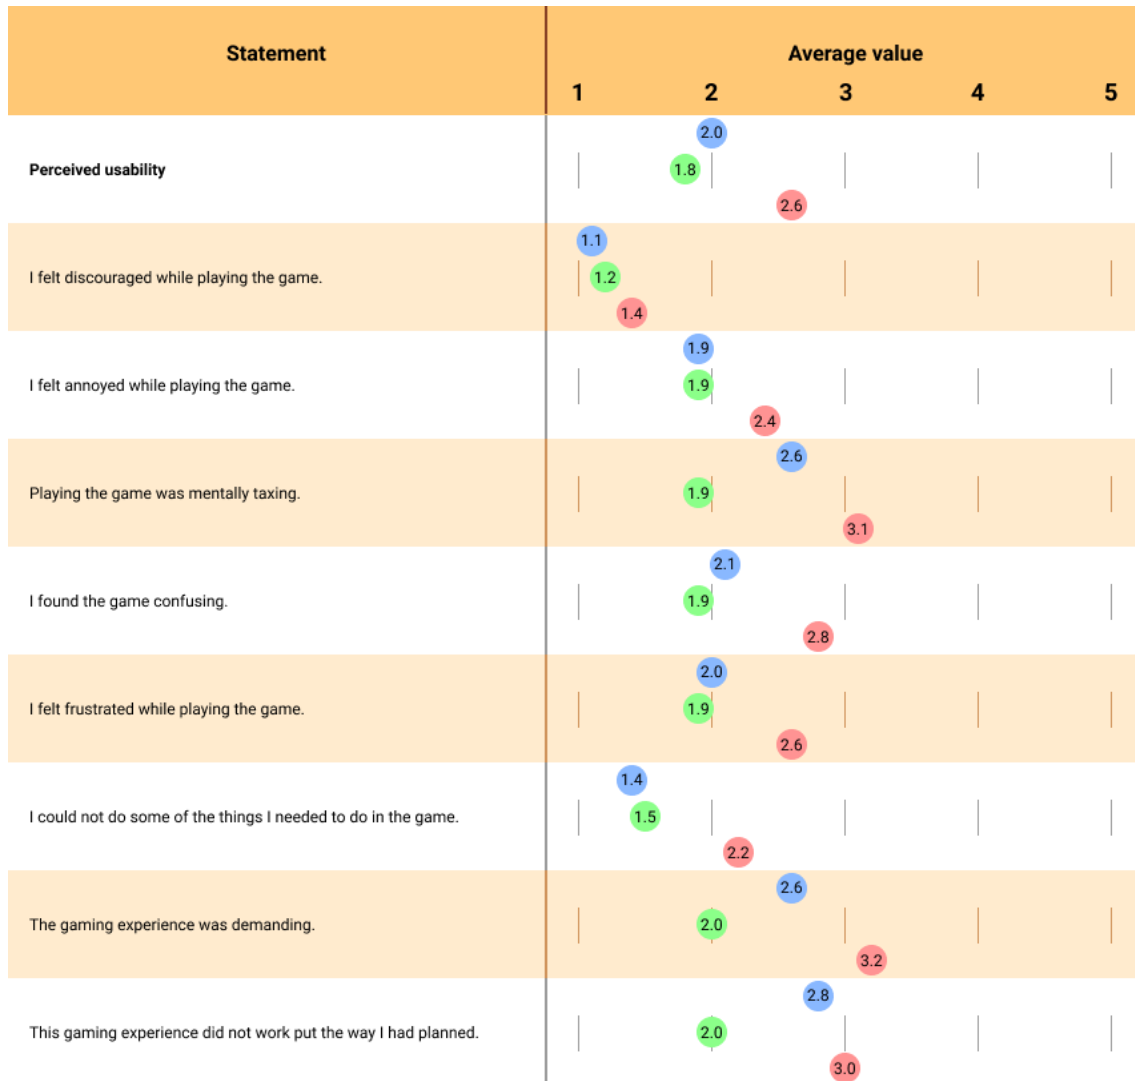 Statement
Average value
1 2 3 4 5
2.0
Perceived usability
1.8
2.6
1.1
I felt discouraged while playing the game.
1.2
1.4
1.9
I felt annoyed while playing the game.
1.9
2.4
2.6
Playing the game was mentally taxing.
1.9
3.1
2.1
I found the game confusing.
1.9
2.8
2.0
I felt frustrated while playing the game.
1.9
2.6
1.4
I could not do some of the things I needed to do in the game.
1.5
2.2
2.6
The gaming experience was demanding.
2.0
3.2
2.8
This gaming experience did not work put the way I had planned.
2.0
3.0